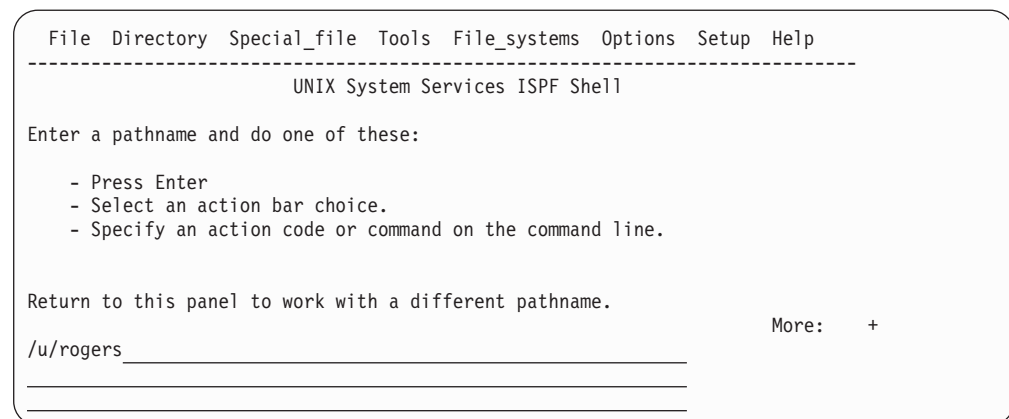 File Directory Special_file Tools File_systems Options Setup Help
-------------------------------------------------------------------------------
UNIX System Services ISPF Shell
Enter a pathname and do one of these:
- Press Enter
- Select an action bar choice.
- Specify an action code or command on the command line.
Return to this panel to work with a different pathname.
More: +
/u/rogers